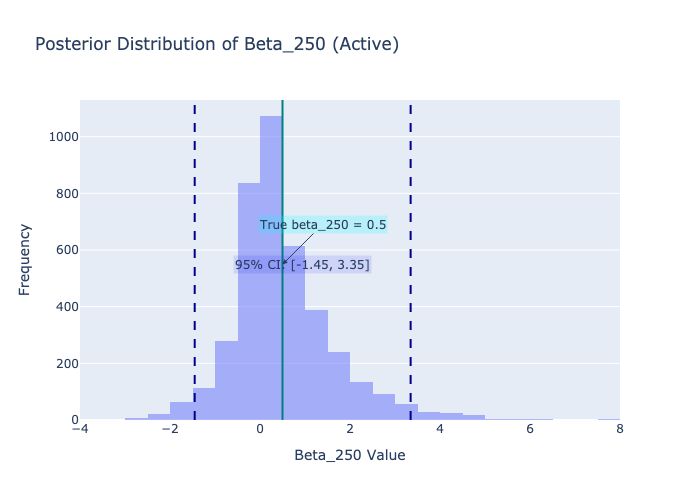 Posterior Distribution of Beta_250 (Active)
1000
800
600
400
200
0
Frequency
True beta_250 = 0.5
95% CI: [-1.45, 3.35]
−4
−2
0
2
4
6
8
Beta_250 Value